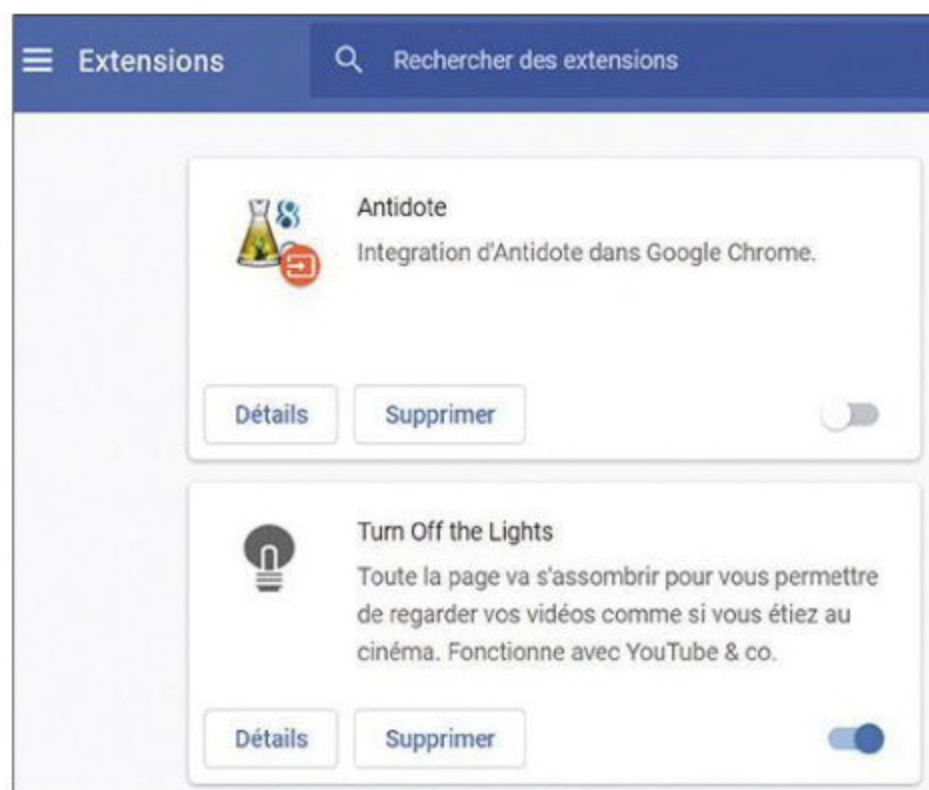 Extensions
Rechercher des extensions
Antidote
Integration d'Antidote dans Google Chrome.
Détails
Supprimer
Turn Off the Lights
Toute la page va s'assombrir pour vous permettre
de regarder vos vidéos comme si vous étiez au
cinéma. Fonctionne avec YouTube & co.
Détails
Supprimer